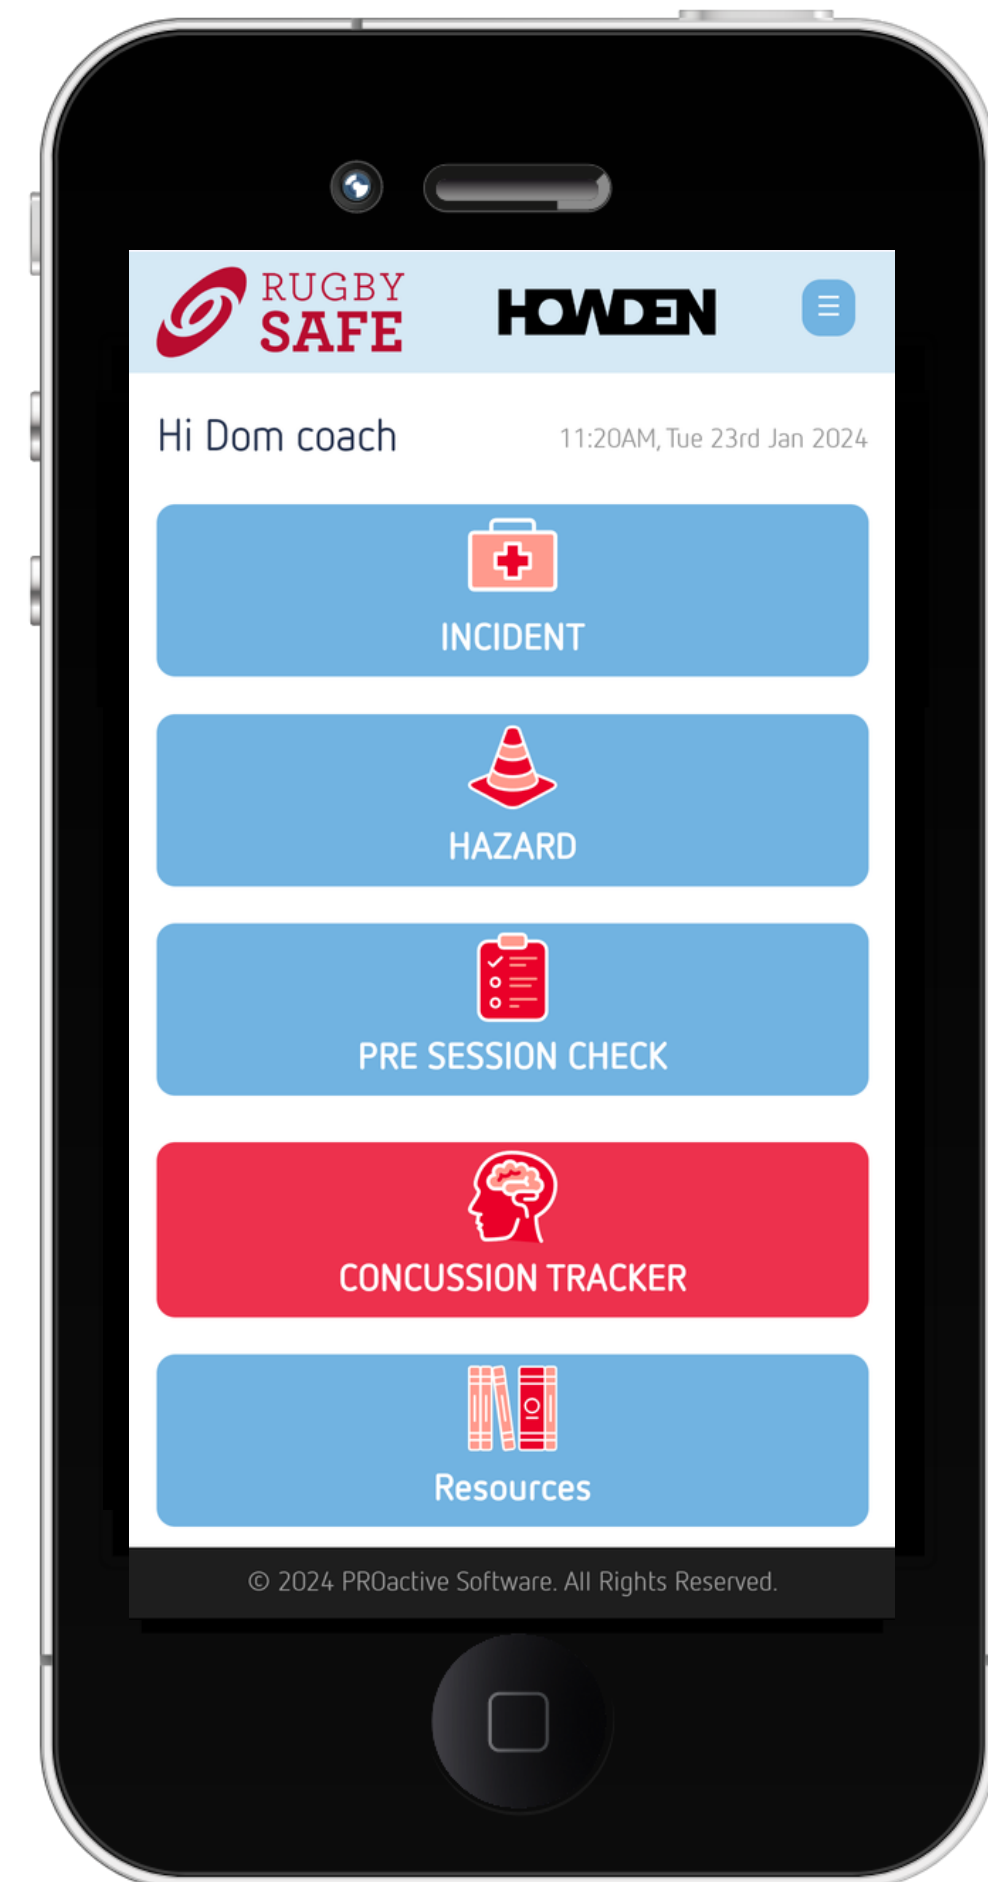 RUGBY
SAFE
HOWDEN
Hi Dom coach
11:20AM, Tue 23rd Jan 2024
INCIDENT
HAZARD
PRE SESSION CHECK
CONCUSSION TRACKER
Resources
© 2024 PROactive Software. All Rights Reserved.